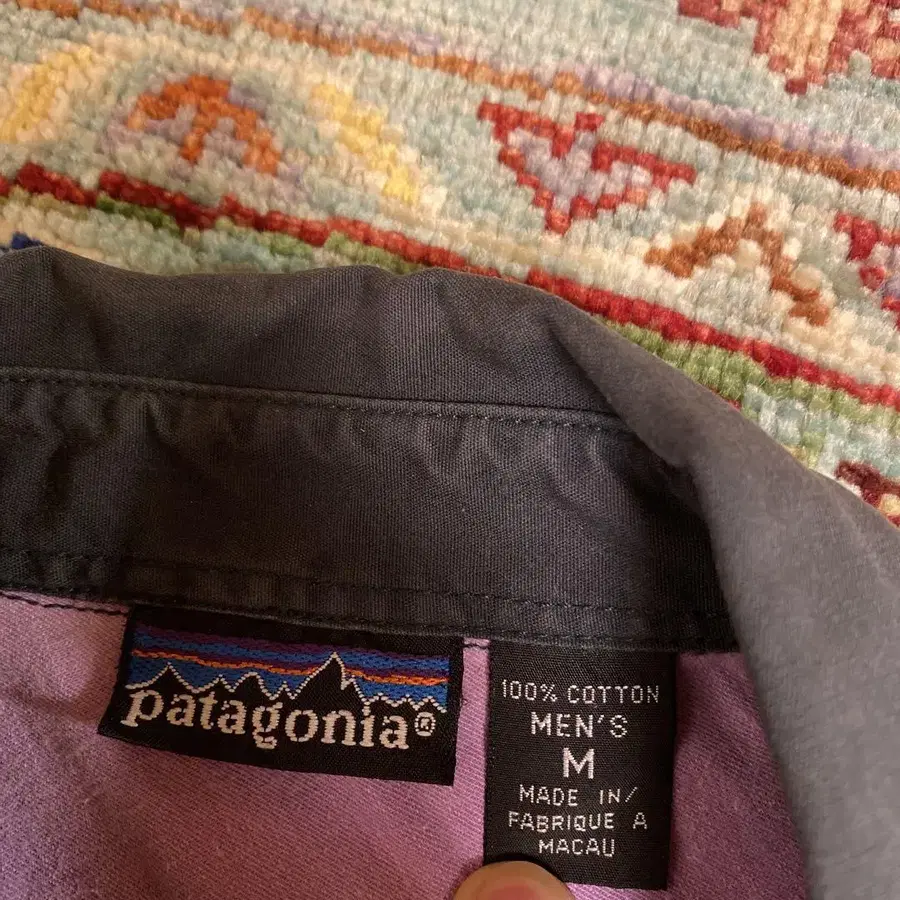 patagonia®
100% COTTON
MEN'S
M
MADE IN/
FABRIQUE A
MACAU